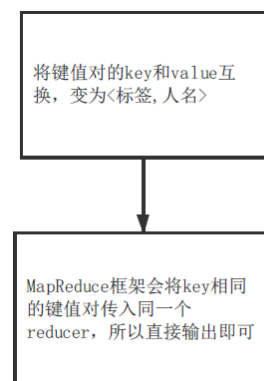 将键值对的key和value互
换，变为<标签,人名>
MapReduce框架会将key相同
的键值对传入同一个
reducer，所以直接输出即可